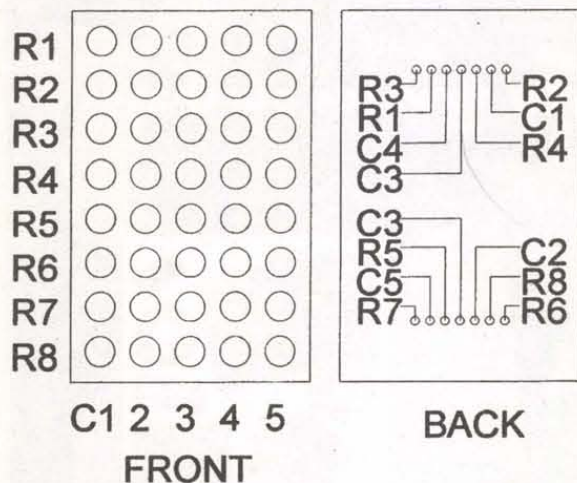 R1
R2
R3
R4
R5
R6
R7
R8
C1 2 3 4 5
FRONT
R3 R2
R1 C1
C4 R4
C3
C3
R5 C2
C5 R8
R7 R6
BACK